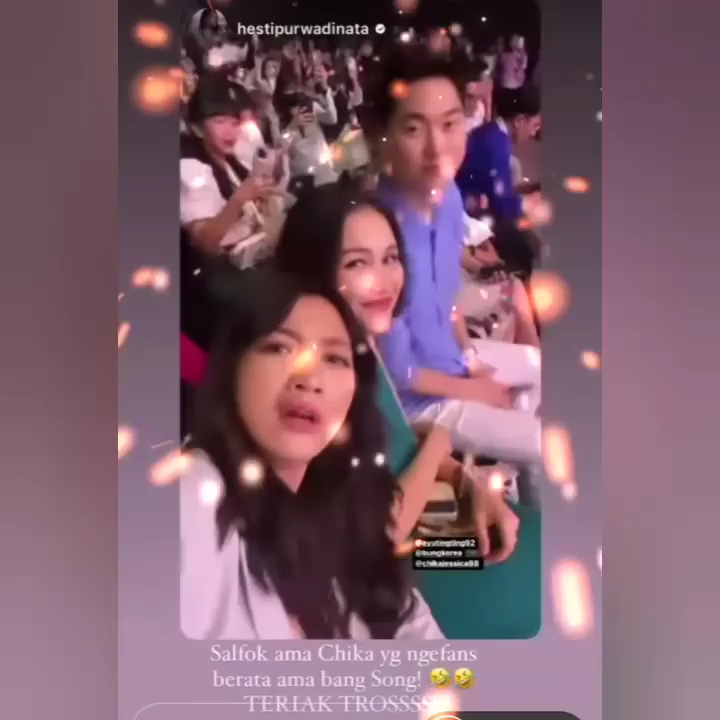 hestipurwadinata
@ayutingting92
@bungkorea
@chikajessica88
Salfok ama Chika yg ngefans
berata ama bang Song! 🤣🤣
TERIAK TROSSSS